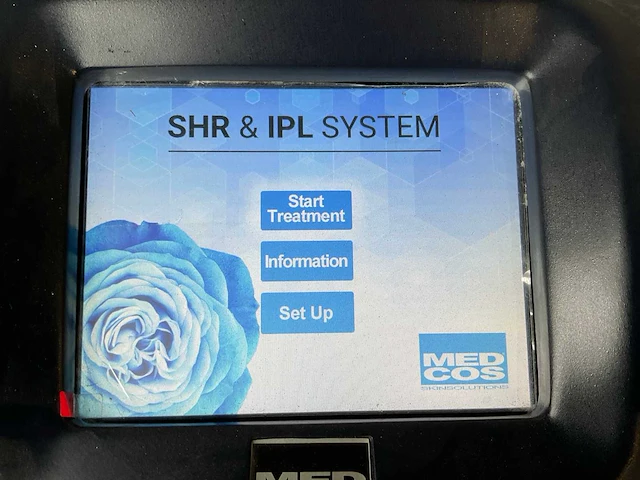 SHR & IPL SYSTEM
Start
Treatment
Information
Set Up
MED
COS
SKINSOLUTIONS
MED